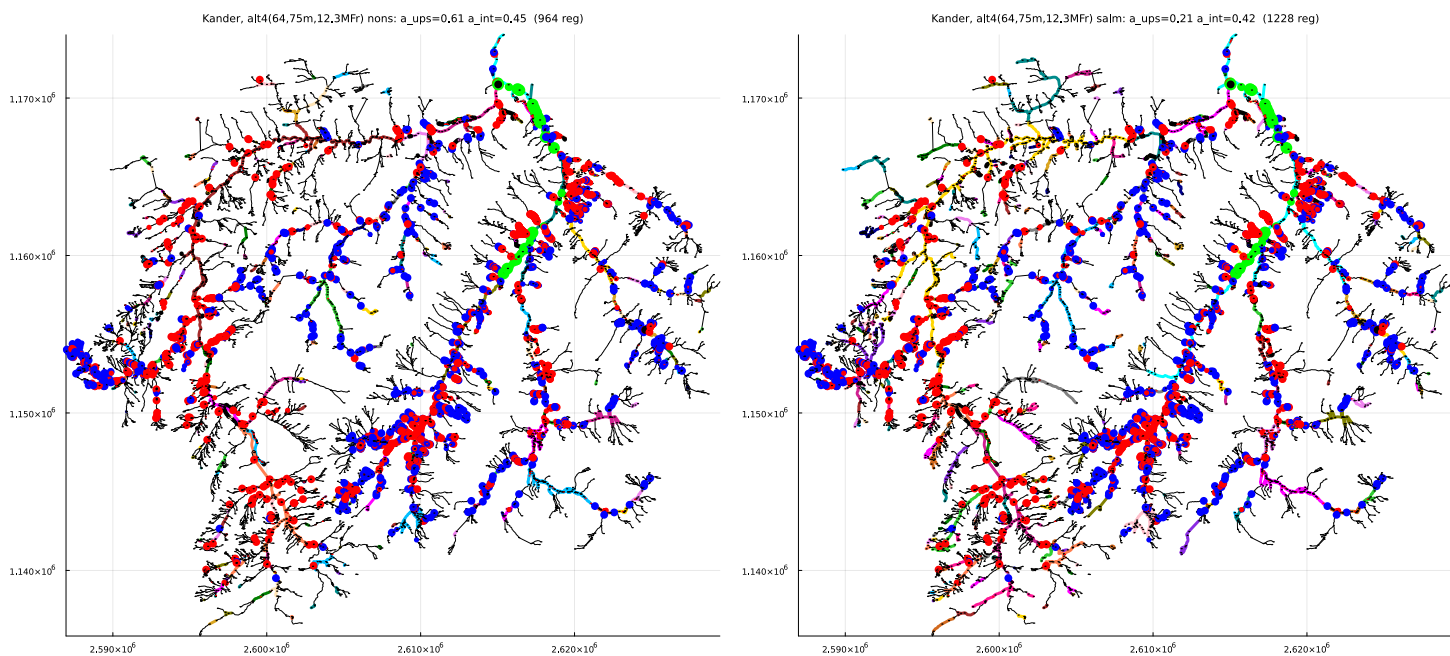 Kander, alt4(64,75m,12.3MFr) nons: a_ups=0.61 a_int=0.45 (964 reg)
1.170×10⁶
1.160×10⁶
1.150×10⁶
1.140×10⁶
2.590×10⁶ 2.600×10⁶ 2.610×10⁶ 2.620×10⁶
Kander, alt4(64,75m,12.3MFr) salm: a_ups=0.21 a_int=0.42 (1228 reg)
1.170×10⁶
1.160×10⁶
1.150×10⁶
1.140×10⁶
2.590×10⁶ 2.600×10⁶ 2.610×10⁶ 2.620×10⁶